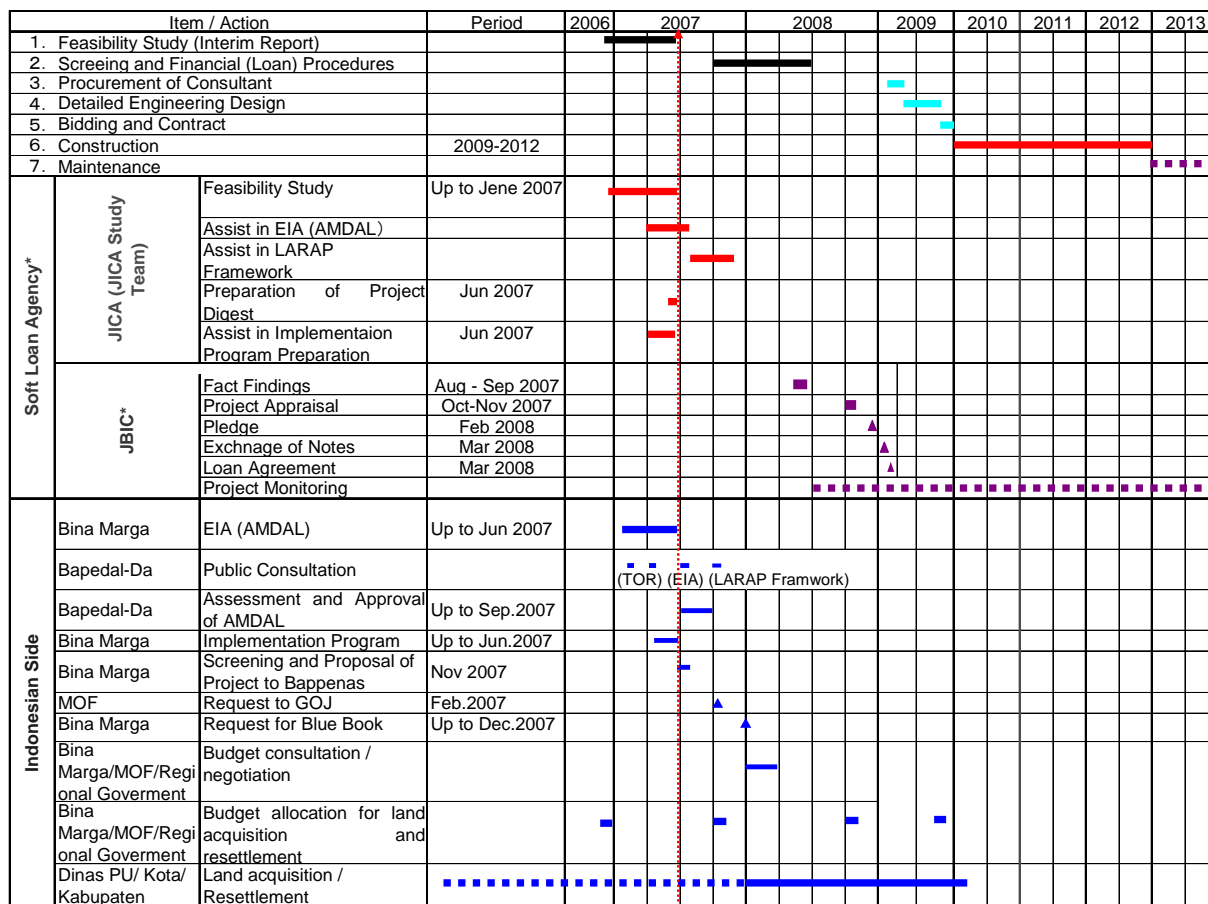 Item / Action Period 2006 2007 2008 2009 2010 2011 2012 2013
1. Feasibility Study (Interim Report)
2. Screeing and Financial (Loan) Procedures
3. Procurement of Consultant
4. Detailed Engineering Design
5. Bidding and Contract
6. Construction 2009-2012
7. Maintenance
Soft Loan Agency*
JICA (JICA Study
Team)
Feasibility Study Up to Jene 2007
Assist in EIA (AMDAL)
Assist in LARAP
Framework
Preparation of Project Jun 2007
Digest
Assist in Implementaion Jun 2007
Program Preparation
JBIC*
Fact Findings Aug - Sep 2007
Project Appraisal Oct-Nov 2007
Pledge Feb 2008
Exchnage of Notes Mar 2008
Loan Agreement Mar 2008
Project Monitoring
Indonesian Side
Bina Marga EIA (AMDAL) Up to Jun 2007
Bapedal-Da Public Consultation
(TOR) (EIA) (LARAP Framwork)
Bapedal-Da Assessment and Approval Up to Sep.2007
of AMDAL
Bina Marga Implementation Program Up to Jun.2007
Bina Marga Screening and Proposal of Nov 2007
Project to Bappenas
MOF Request to GOJ Feb.2007
Bina Marga Request for Blue Book Up to Dec.2007
Bina Budget consultation /
Marga/MOF/Regi negotiation
onal Goverment
Bina Budget allocation for land
Marga/MOF/Regi acquisition and
onal Goverment resettlement
Dinas PU/ Kota/ Land acquisition /
Kabupaten Resettlement